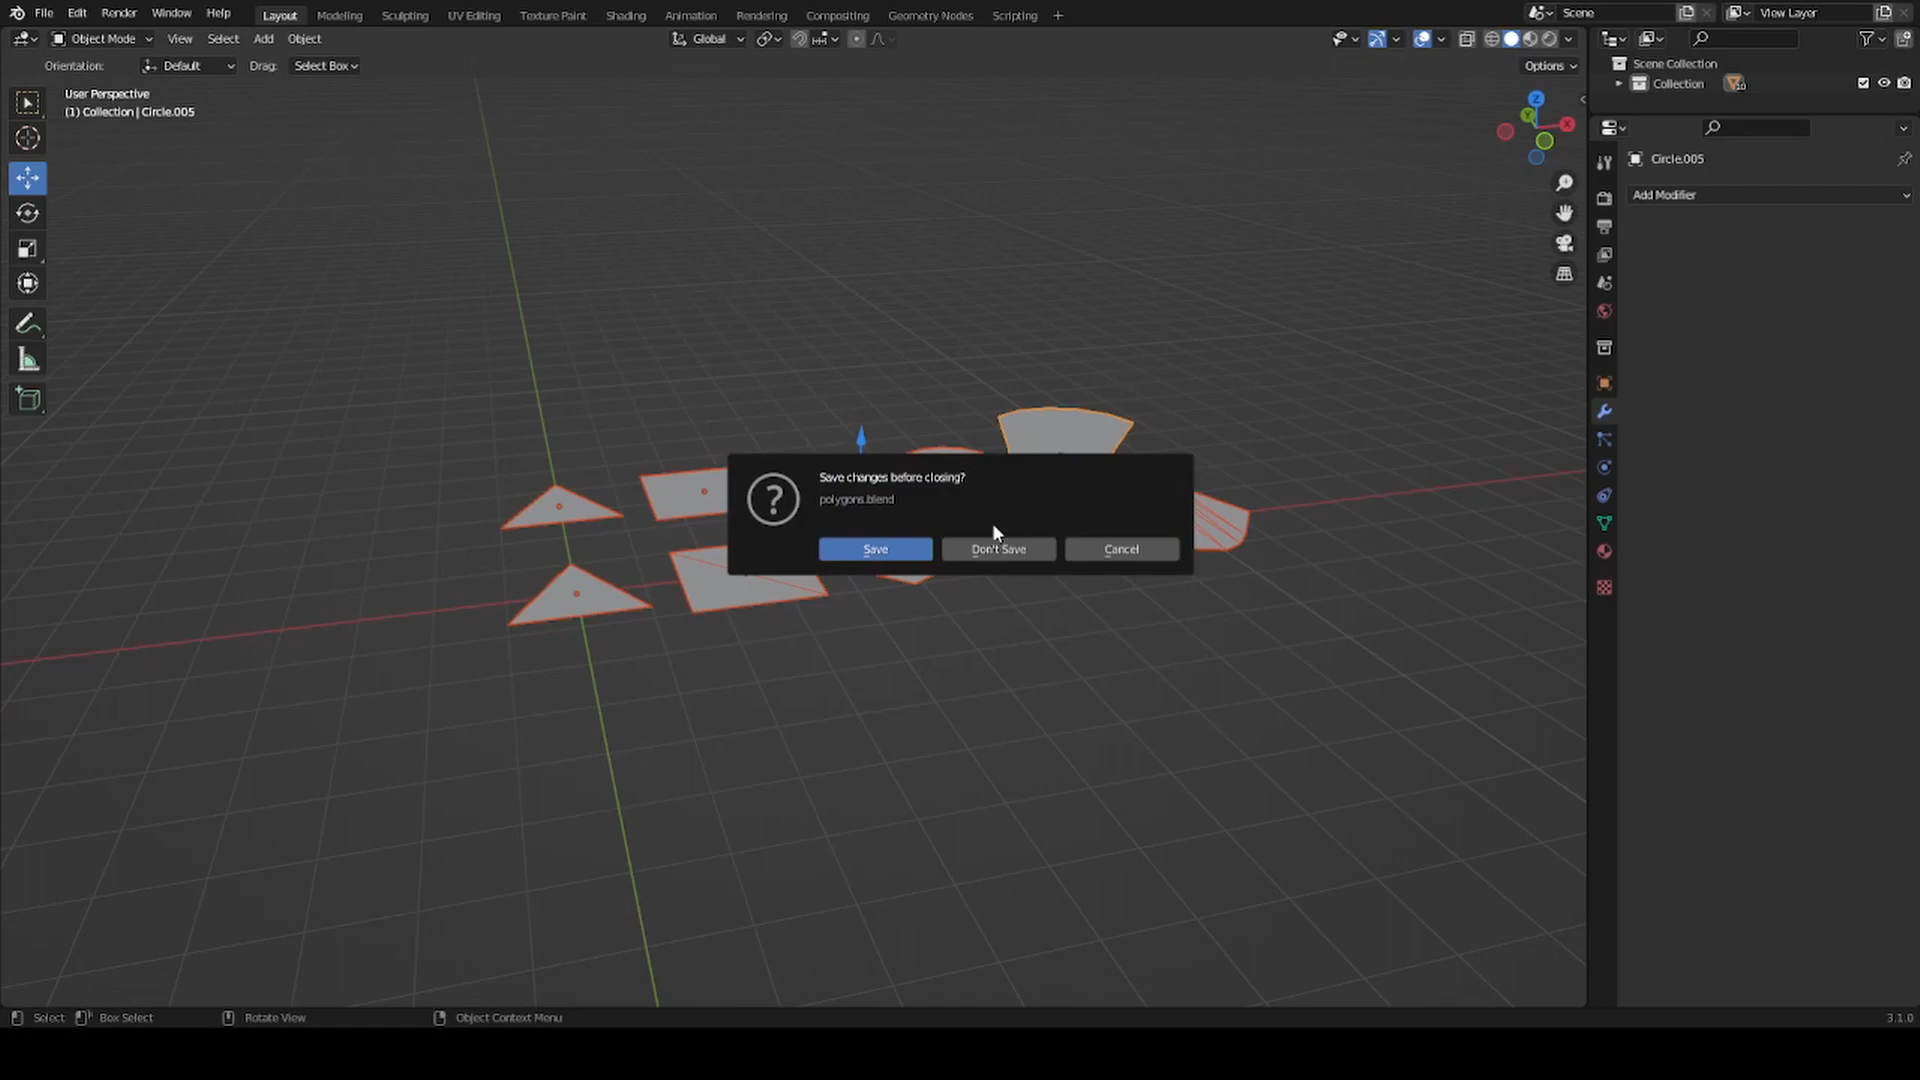 File Edit Render Window Help Layout Modeling Sculpting UV Editing Texture Paint Shading Animation Rendering Compositing Geometry Nodes Scripting + Scene View Layer
Object Mode View Select Add Object Global
Orientation: Default Drag: Select Box Options
Scene Collection
Collection 10
User Perspective
(1) Collection | Circle.005
Z
Y
X
Circle.005
Add Modifier
Save changes before closing?
polygons.blend
Save Don't Save Cancel
Select Box Select Rotate View Object Context Menu 3.1.0